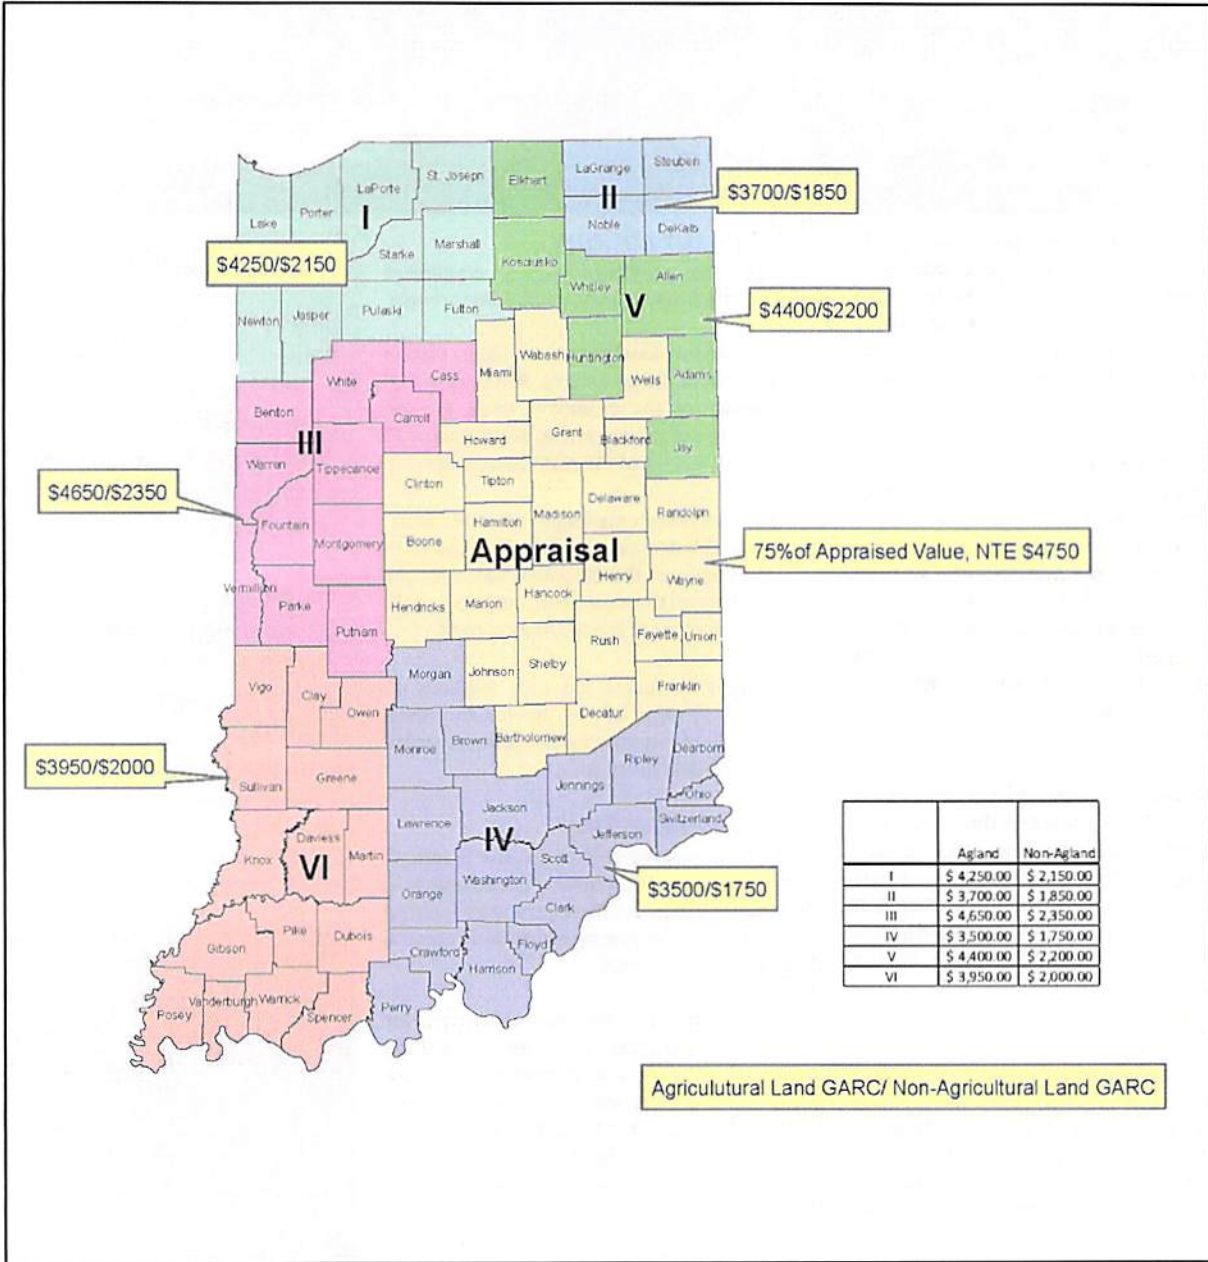 LaGrange Steuben
St. Joseph Elkhart
LaPorte
II
$3700/$1850
Lake Porter I
Noble DeKalb
Starke Marshall
$4250/$2150
Kosciusko
Allen
Whitley
V
$4400/$2200
Newton Jasper Pulaski Fulton
Wabash Huntington
Miami
White Cass
Wells Adams
Benton Carroll
Howard Grant Blackford
III
Jay
Warren Tippecanoe
Clinton Tipton
$4650/$2350
Delaware
Madison Randolph
Fountain
Hamilton
Montgomery Boone
Appraisal
75%of Appraised Value, NTE $4750
Henry Wayne
Vermillion Parke
Hendricks Marion Hancock
Putnam
Rush Fayette Union
Morgan Johnson Shelby
Vigo Clay
Franklin
Owen
Decatur
Monroe Brown Bartholomew
Dearborn
Ripley
$3950/$2000
Sullivan Greene
Jennings
Ohio
Jackson
Switzerland
Lawrence
Jefferson
Daviess
IV
Knox Martin
VI
Scott
Washington
Orange
$3500/$1750
Clark
Pike Dubois
Gibson
Floyd
Crawford
Harrison
Posey Vanderburgh Warrick
Perry
Spencer
Agland Non-Agland
I $ 4,250.00 $ 2,150.00
II $ 3,700.00 $ 1,850.00
III $ 4,650.00 $ 2,350.00
IV $ 3,500.00 $ 1,750.00
V $ 4,400.00 $ 2,200.00
VI $ 3,950.00 $ 2,000.00
Agriculutural Land GARC/ Non-Agricultural Land GARC